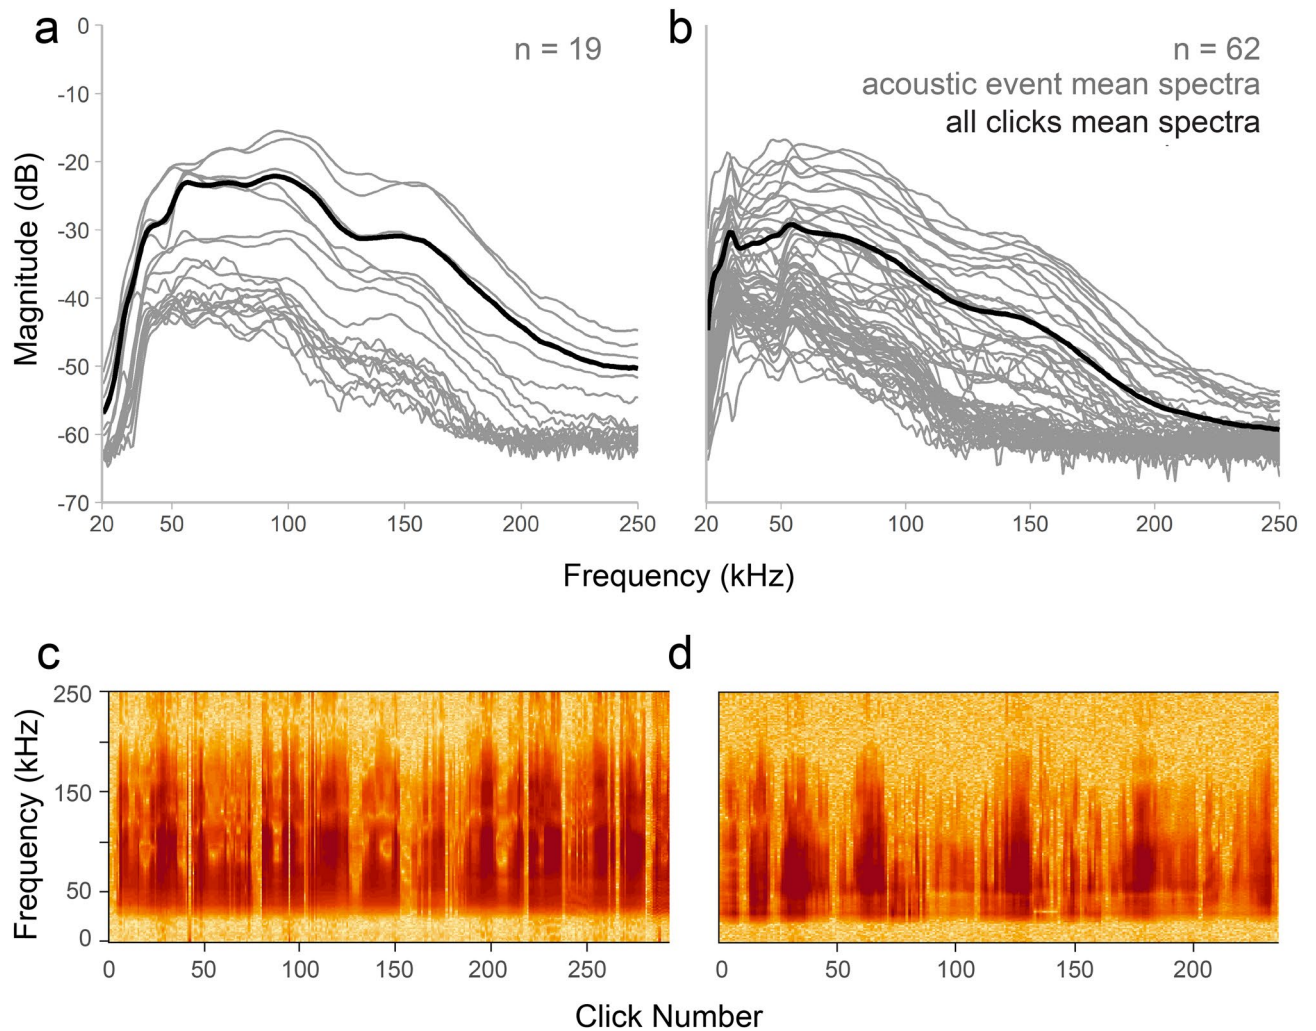 a
b
0
-10
-20
-30
-40
-50
-60
-70
Magnitude (dB)
n = 19
n = 62
acoustic event mean spectra
all clicks mean spectra
20 50 100 150 200 250
20 50 100 150 200 250
Frequency (kHz)
c
d
250
150
50
0
Frequency (kHz)
0 50 100 150 200 250
0 50 100 150 200
Click Number